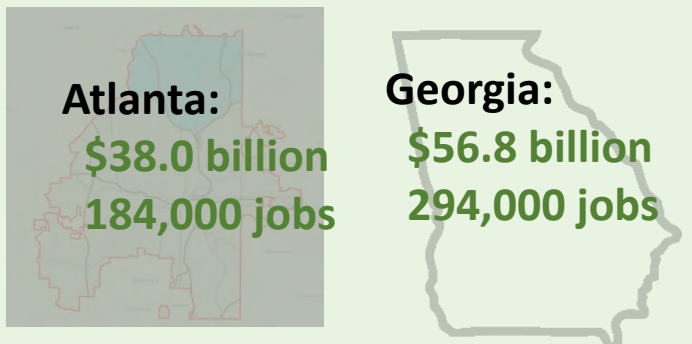 Atlanta:
$38.0 billion
184,000 jobs
Georgia:
$56.8 billion
294,000 jobs